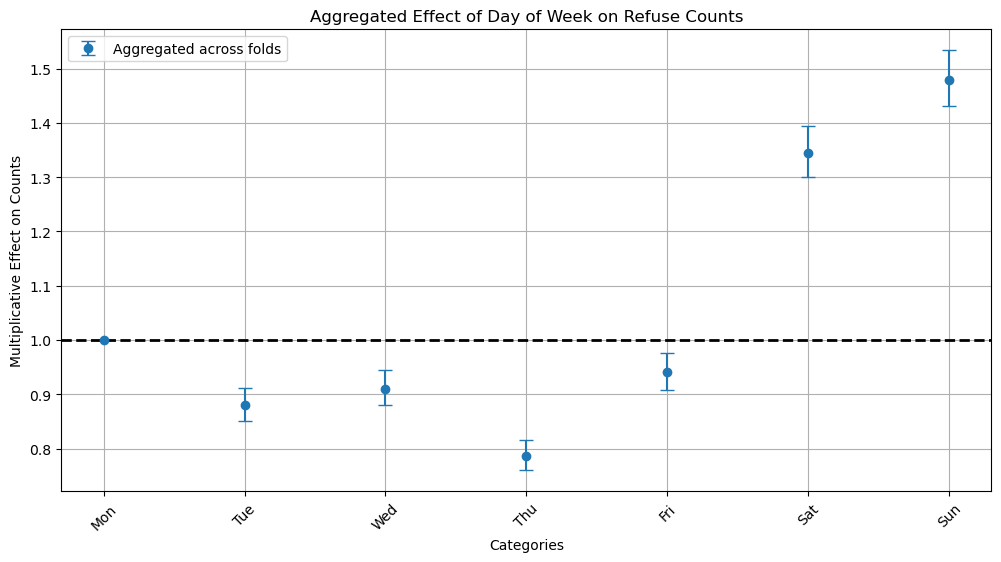 Aggregated Effect of Day of Week on Refuse Counts
Aggregated across folds
Multiplicative Effect on Counts
1.5
1.4
1.3
1.2
1.1
1.0
0.9
0.8
Mon
Tue
Wed
Thu
Fri
Sat
Sun
Categories